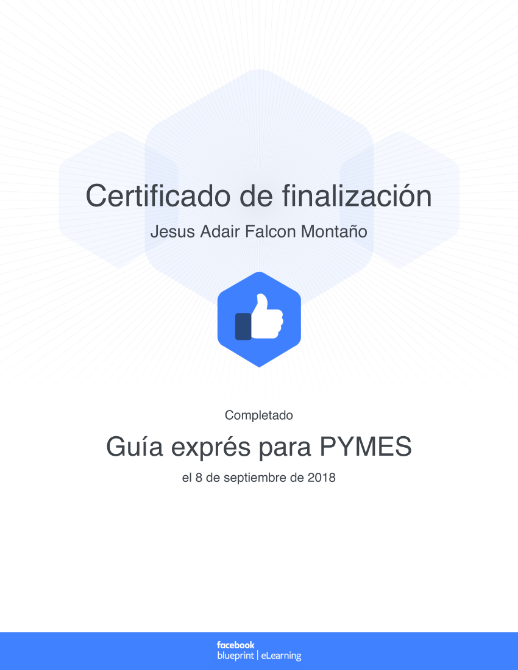 Certificado de finalización
Jesus Adair Falcon Montaño
Completado
Guía exprés para PYMES
el 8 de septiembre de 2018
facebook
blueprint | eLearning